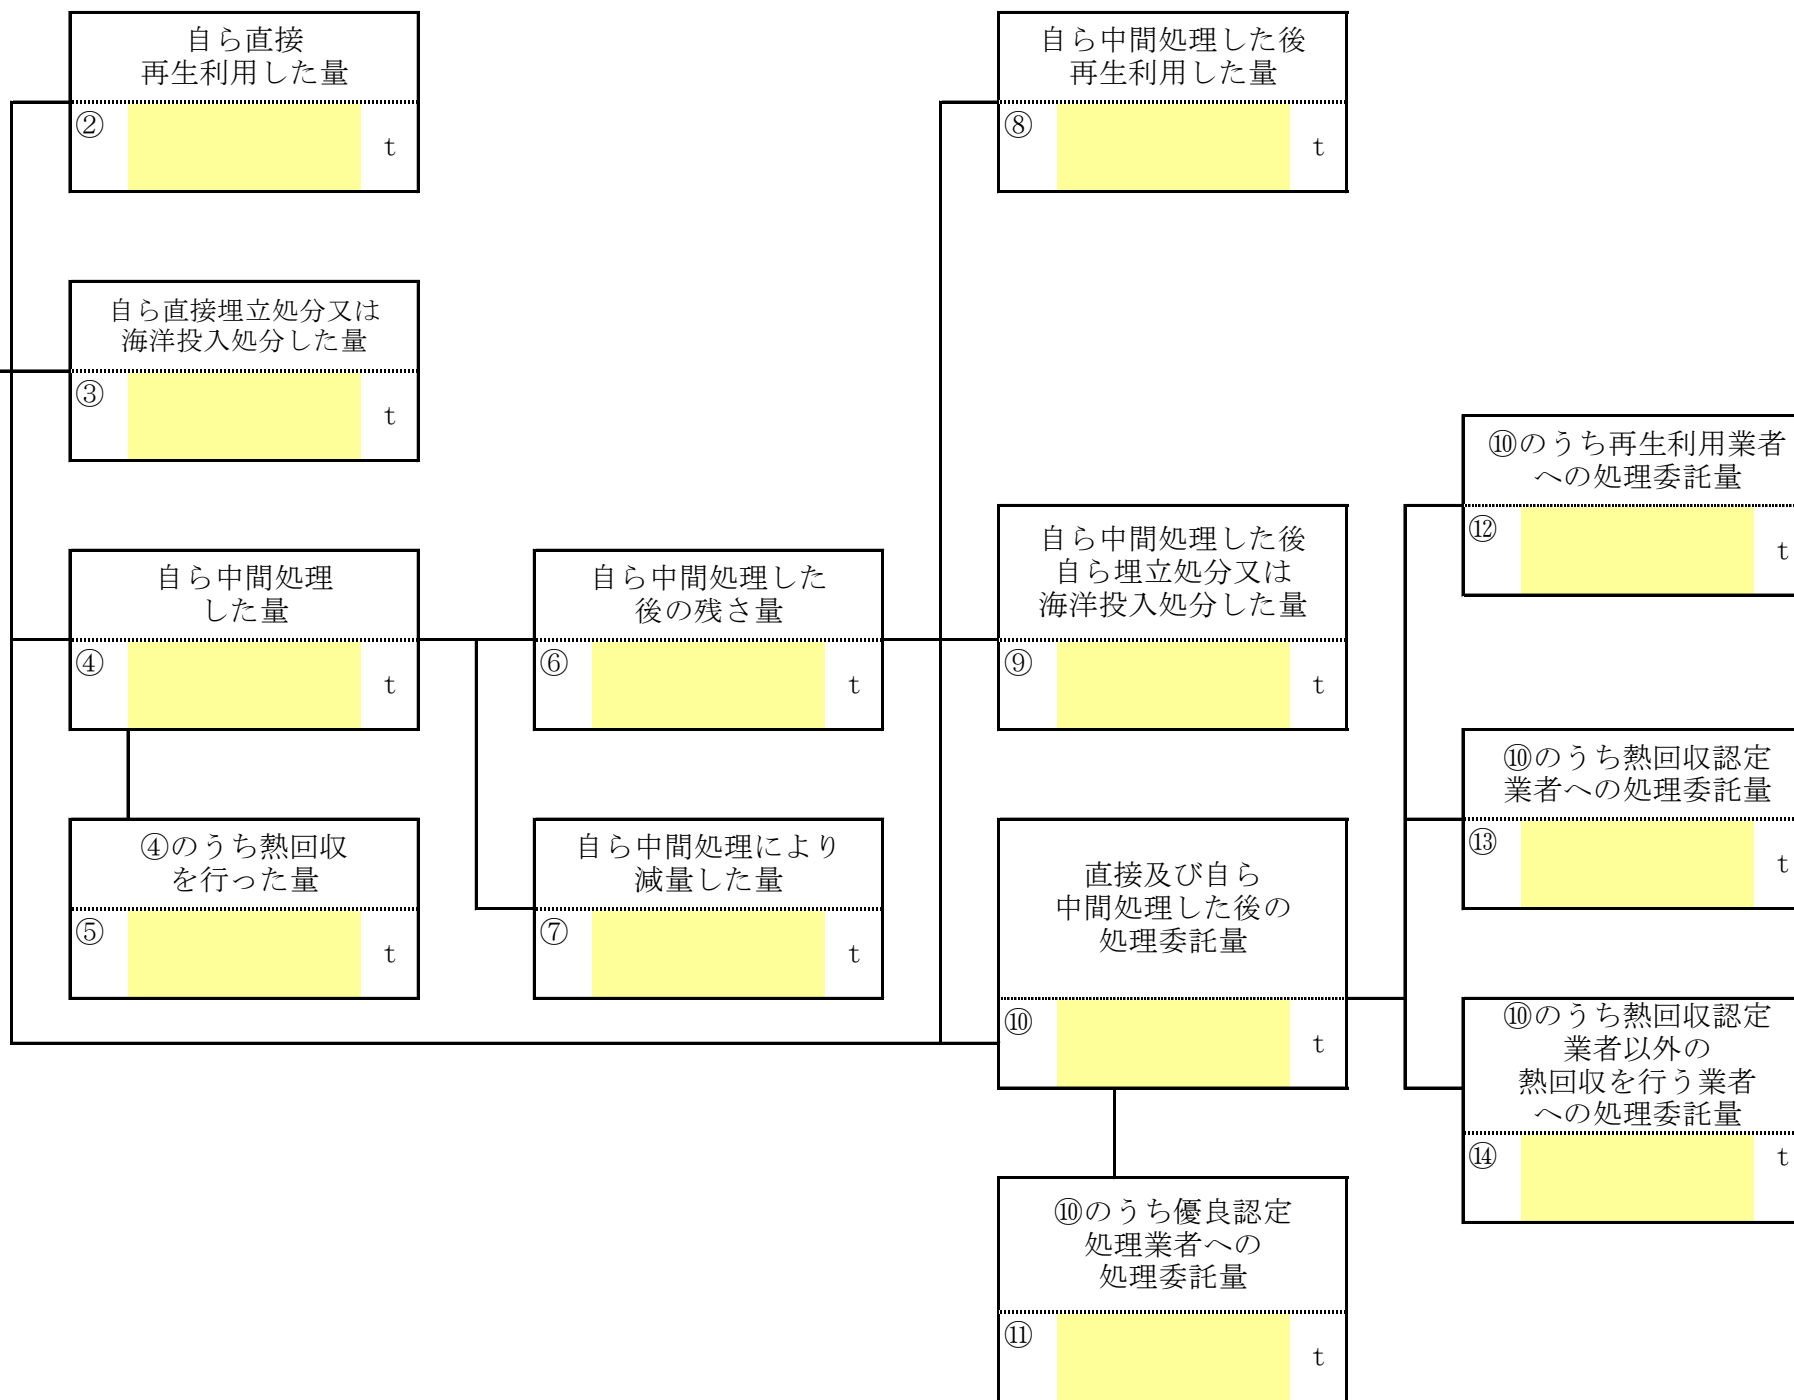 自ら直接
再生利用した量
②
t
自ら直接埋立処分又は
海洋投入処分した量
③
t
自ら中間処理
した量
④
t
④のうち熱回収
を行った量
⑤
t
自ら中間処理した
後の残さ量
⑥
t
自ら中間処理により
減量した量
⑦
t
自ら中間処理した後
再生利用した量
⑧
t
自ら中間処理した後
自ら埋立処分又は
海洋投入処分した量
⑨
t
直接及び自ら
中間処理した後の
処理委託量
⑩
t
⑩のうち優良認定
処理業者への
処理委託量
⑪
t
⑩のうち再生利用業者
への処理委託量
⑫
t
⑩のうち熱回収認定
業者への処理委託量
⑬
t
⑩のうち熱回収認定
業者以外の
熱回収を行う業者
への処理委託量
⑭
t